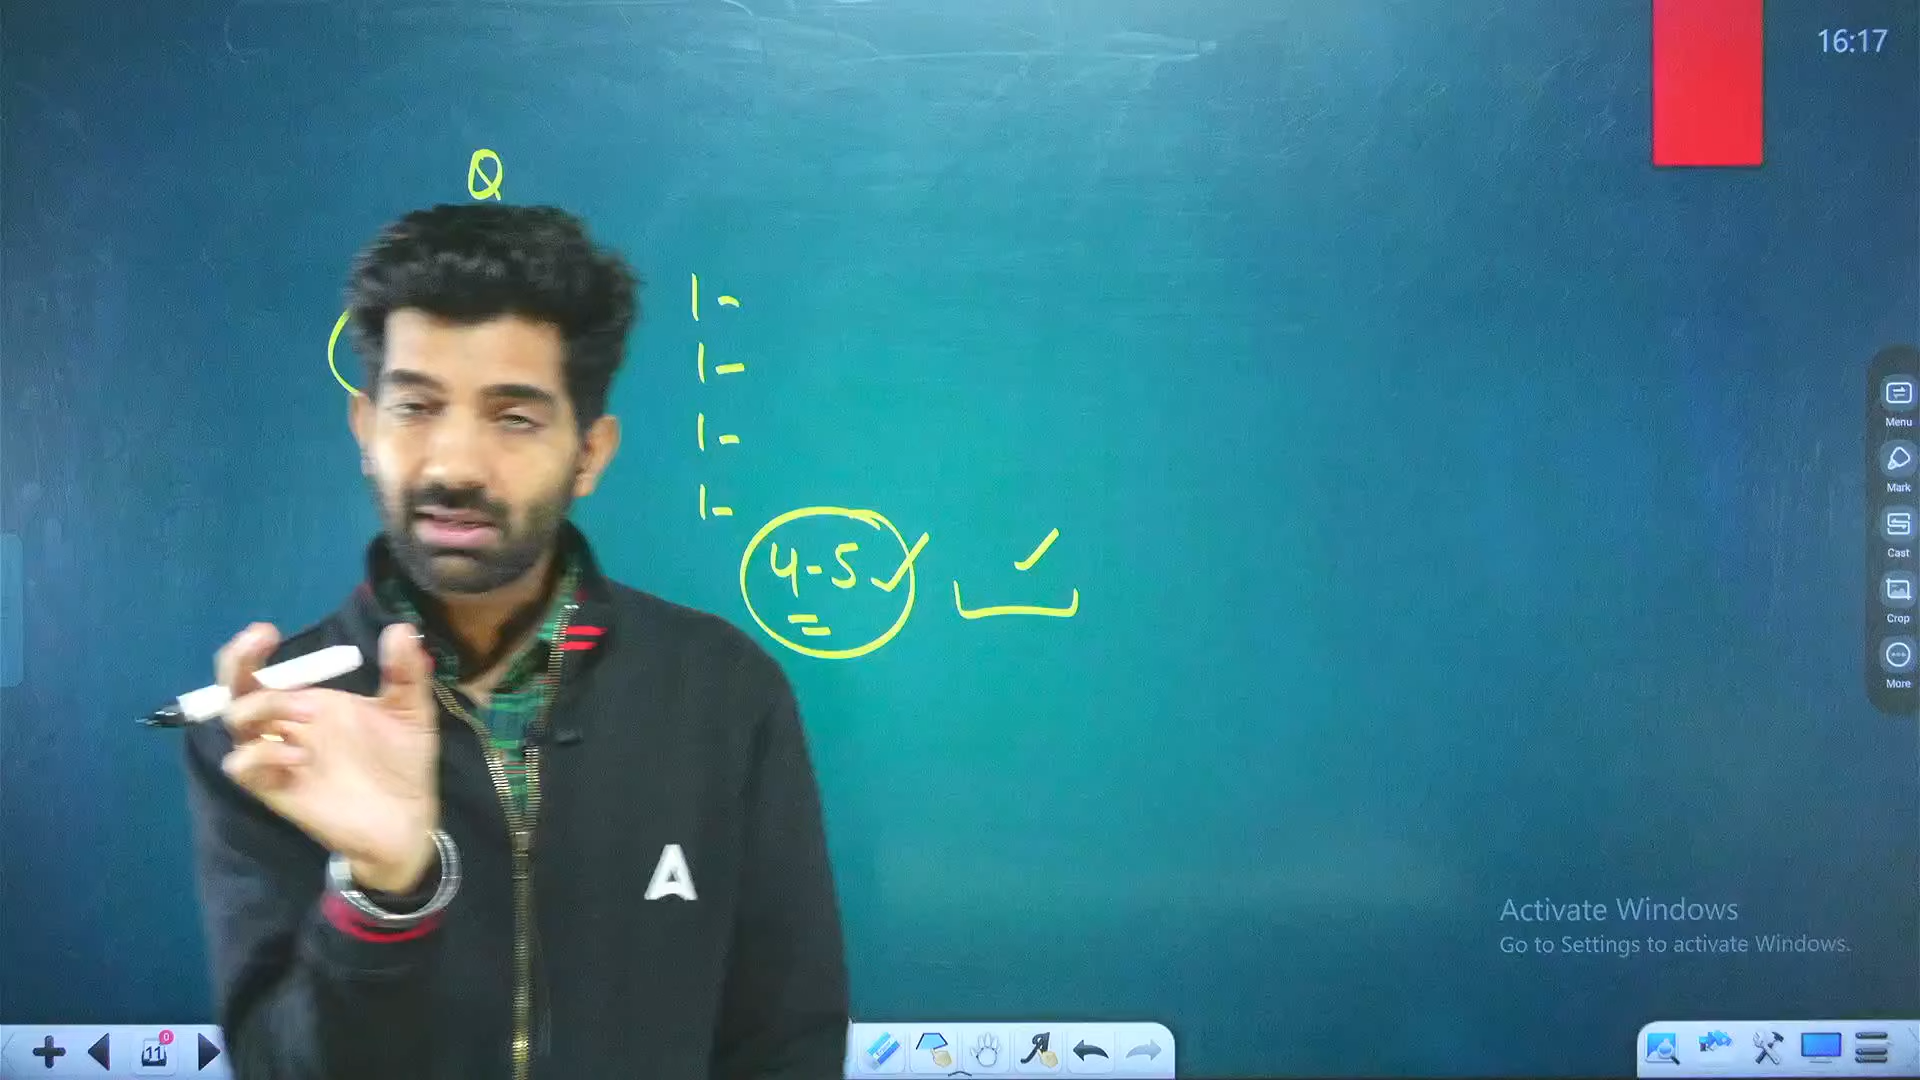 16:17
Q
1-
1-
1-
1-
4-5
Menu
Mark
Cast
Crop
More
A
Activate Windows
Go to Settings to activate Windows.
0
11